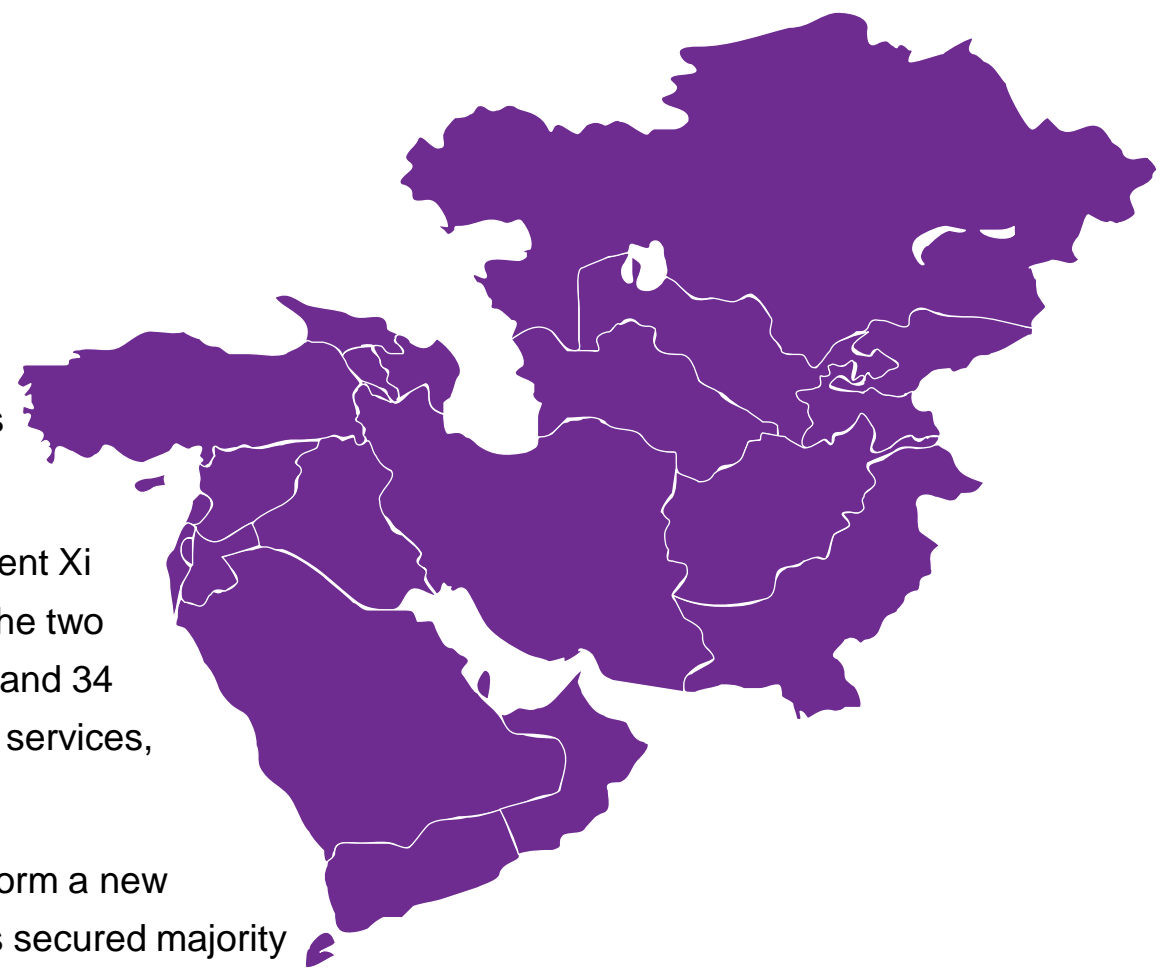 s
ent Xi
he two
and 34
services,
orm a new
s secured majority